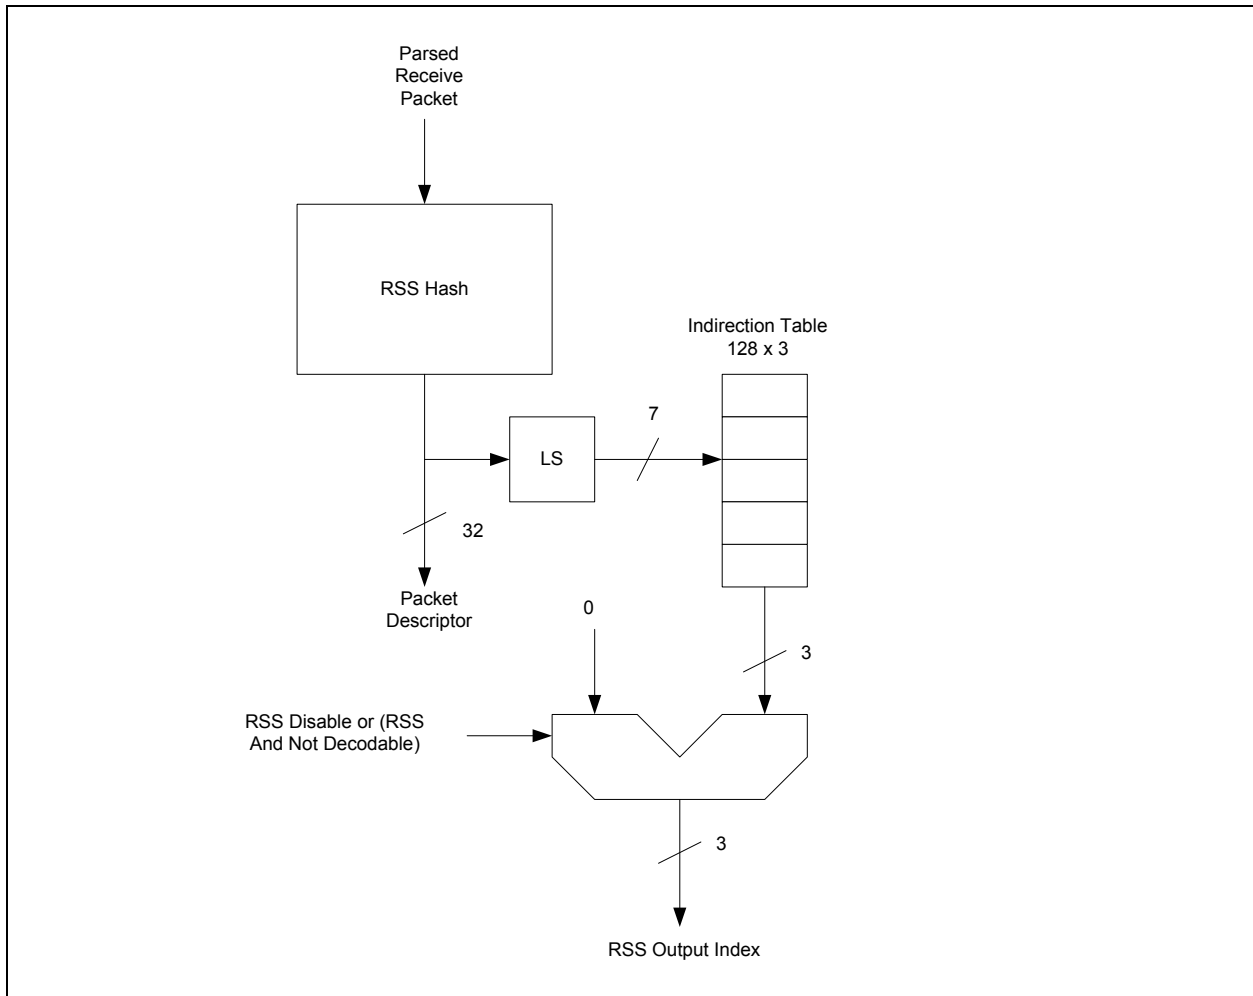 Parsed
Receive
Packet
RSS Hash
Indirection Table
128 x 3
7
LS
32
Packet
Descriptor
0
3
RSS Disable or (RSS
And Not Decodable)
3
RSS Output Index